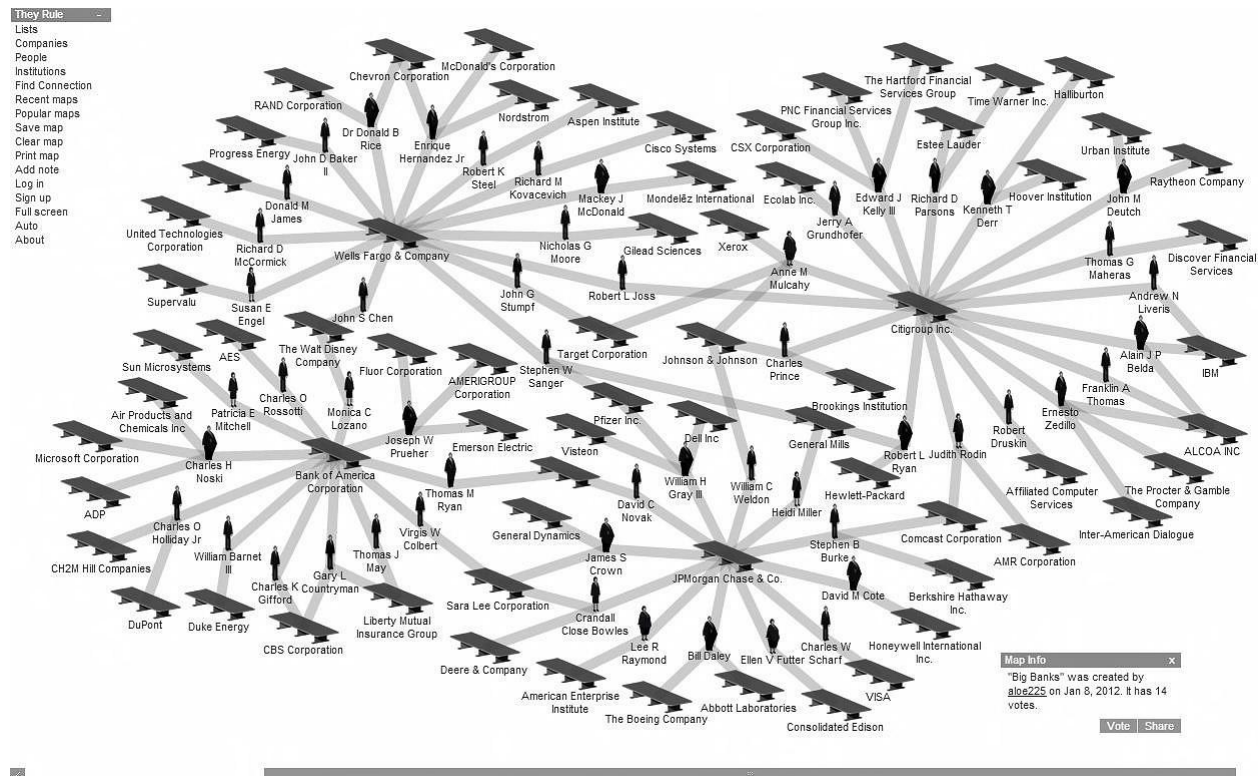 They Rule –
Lists
Companies
People
Institutions
Find Connection
Recent maps
Popular maps
Save map
Clear map
Print map
Add note
Log in
Sign up
Full screen
Auto
About
McDonald's Corporation
Chevron Corporation
RAND Corporation
Nordstrom
Aspen Institute
Dr Donald B
Rice
Enrique
Hernandez Jr
Progress Energy
John D Baker
II
Robert K
Steel
Richard M
Kovacevich
Cisco Systems
Mackey J
McDonald
Mondelēz International
Donald M
James
United Technologies
Corporation
Richard D
McCormick
Wells Fargo & Company
Nicholas G
Moore
Gilead Sciences
Supervalu
Susan E
Engel
John S Chen
John G
Stumpf
Robert L Joss
The Hartford Financial
Services Group
PNC Financial Services
Group Inc.
Time Warner Inc.
Halliburton
CSX Corporation
Estee Lauder
Urban Institute
Raytheon Company
Ecolab Inc.
Jerry A
Grundhofer
Edward J
Kelly III
Richard D
Parsons
Kenneth T
Derr
Hoover Institution
John M
Deutch
Xerox
Anne M
Mulcahy
Thomas G
Maheras
Discover Financial
Services
Andrew N
Liveris
Citigroup Inc.
Target Corporation
Johnson & Johnson
Charles
Prince
Alain J P
Belda
IBM
Franklin A
Thomas
Brookings Institution
Robert
Druskin
Ernesto
Zedillo
ALCOA INC
Sun Microsystems
AES
The Walt Disney
Company
Fluor Corporation
AMERIGROUP
Corporation
Stephen W
Sanger
Air Products and
Chemicals Inc
Patricia E
Mitchell
Charles O
Rossotti
Monica C
Lozano
Joseph W
Prueher
Emerson Electric
Visteon
Pfizer Inc.
Dell Inc
General Mills
Robert L
Ryan
Judith Rodin
Microsoft Corporation
Charles H
Noski
Bank of America
Corporation
Thomas M
Ryan
David C
Novak
William H
Gray III
William C
Weldon
Heidi Miller
Hewlett-Packard
Affiliated Computer
Services
The Procter & Gamble
Company
Inter-American Dialogue
ADP
Charles O
Holliday Jr
William Barnet
III
Charles K
Gifford
Gary L
Countryman
Thomas J
May
Virgis W
Colbert
General Dynamics
James S
Crown
JPMorgan Chase & Co.
Stephen B
Burke
Comcast Corporation
AMR Corporation
CH2M Hill Companies
DuPont
Duke Energy
CBS Corporation
Liberty Mutual
Insurance Group
Sara Lee Corporation
Crandall
Close Bowles
David M Cote
Berkshire Hathaway
Inc.
Deere & Company
Lee R
Raymond
Bill Daley
Ellen V Futter
Charles W
Scharf
Honeywell International
Inc.
American Enterprise
Institute
The Boeing Company
Abbott Laboratories
VISA
Consolidated Edison
Map Info x
"Big Banks" was created by
aloe225 on Jan 8, 2012. It has 14
votes.
Vote Share